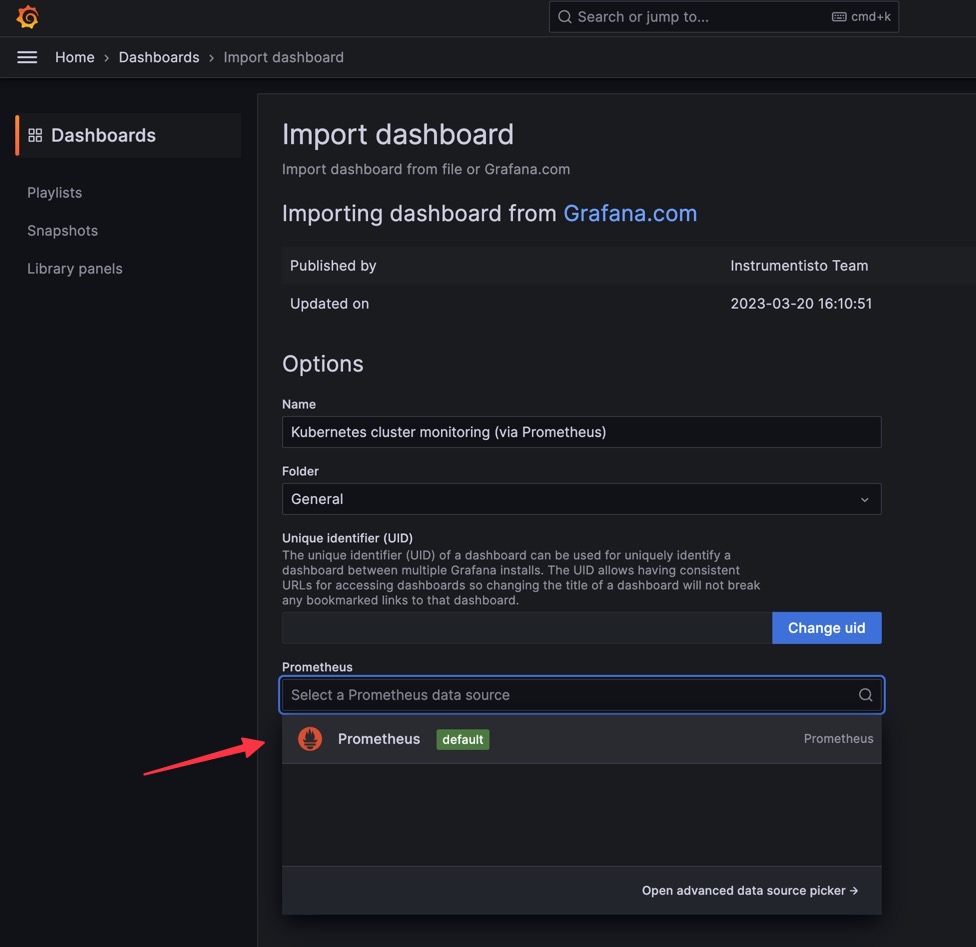 Search or jump to...
cmd+k
Home › Dashboards › Import dashboard
Dashboards
Playlists
Snapshots
Library panels
Import dashboard
Import dashboard from file or Grafana.com
Importing dashboard from Grafana.com
Published by Instrumentisto Team
Updated on 2023-03-20 16:10:51
Options
Name
Kubernetes cluster monitoring (via Prometheus)
Folder
General
Unique identifier (UID)
The unique identifier (UID) of a dashboard can be used for uniquely identify a
dashboard between multiple Grafana installs. The UID allows having consistent
URLs for accessing dashboards so changing the title of a dashboard will not break
any bookmarked links to that dashboard.
Change uid
Prometheus
Select a Prometheus data source
Prometheus default Prometheus
Open advanced data source picker →